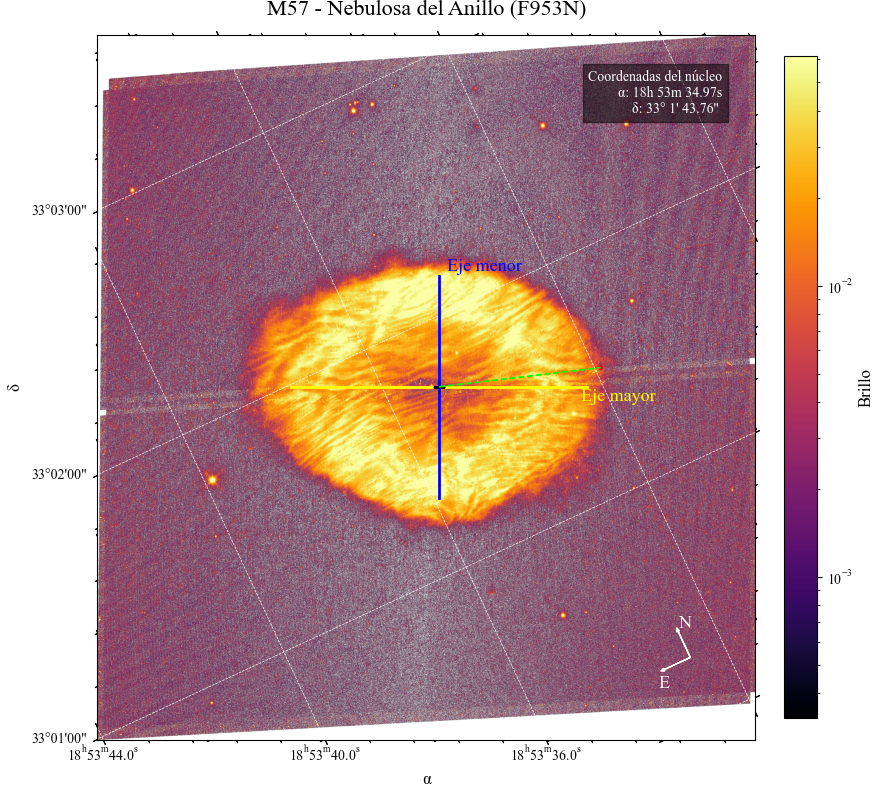 M57 - Nebulosa del Anillo (F953N)
Coordenadas del núcleo
α: 18h 53m 34.97s
δ: 33° 1' 43.76"
33°03'00"
Eje menor
10⁻²
δ
Eje mayor
Brillo
33°02'00"
10⁻³
N
E
33°01'00"
18ʰ53ᵐ44.0ˢ 18ʰ53ᵐ40.0ˢ 18ʰ53ᵐ36.0ˢ
α